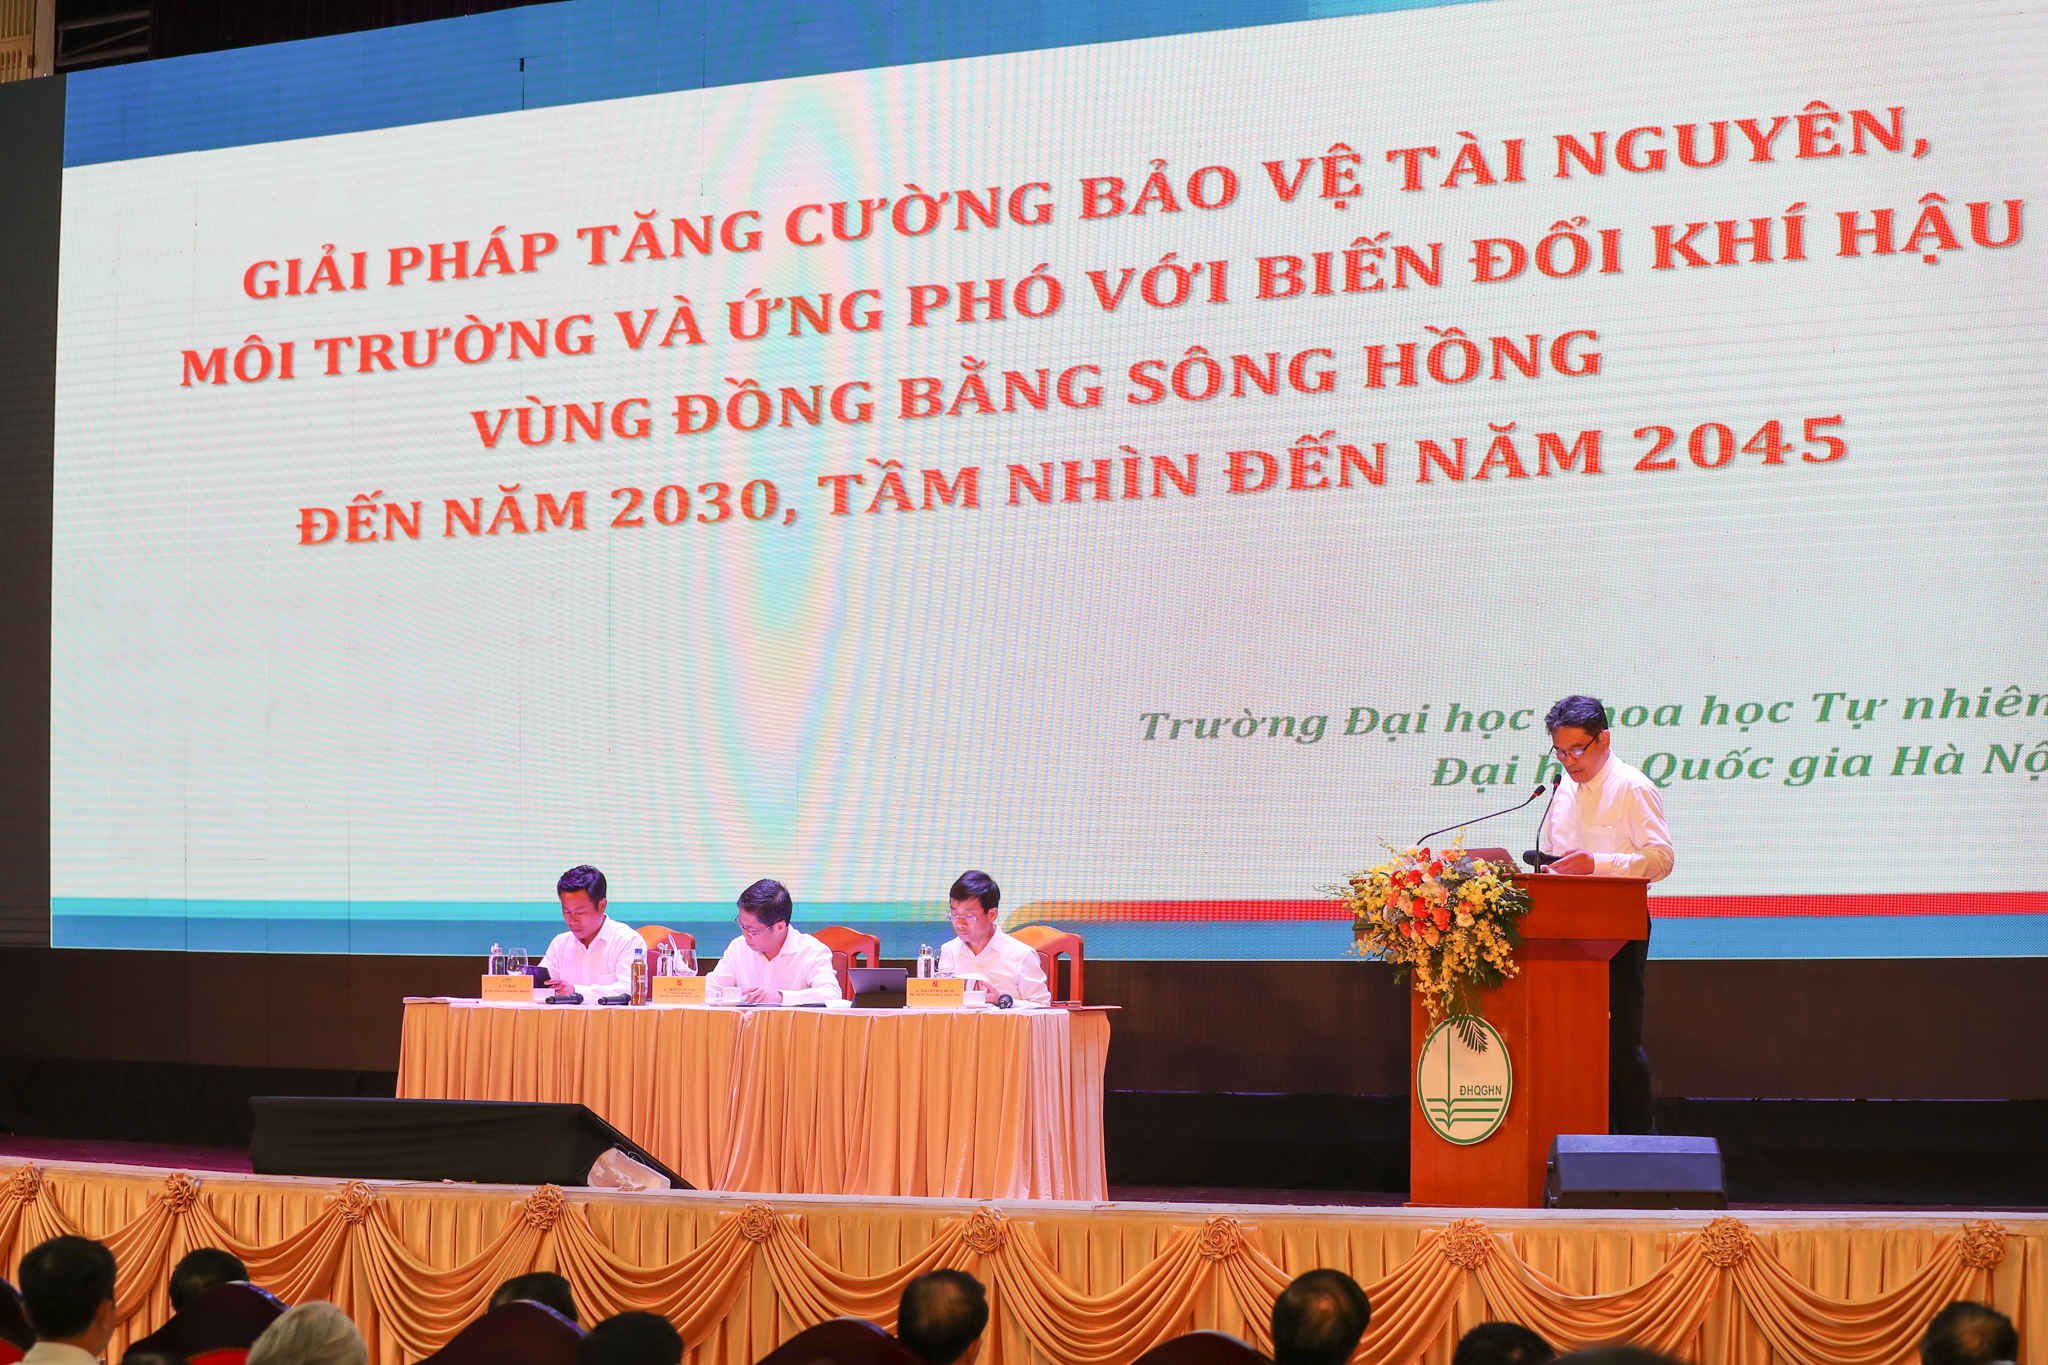 GIẢI PHÁP TĂNG CƯỜNG BẢO VỆ TÀI NGUYÊN,
MÔI TRƯỜNG VÀ ỨNG PHÓ VỚI BIẾN ĐỔI KHÍ HẬU
VÙNG ĐỒNG BẰNG SÔNG HỒNG
ĐẾN NĂM 2030, TẦM NHÌN ĐẾN NĂM 2045
Trường Đại học hoa học Tự nhiên
Đại Quốc gia Hà
ĐHQGHN